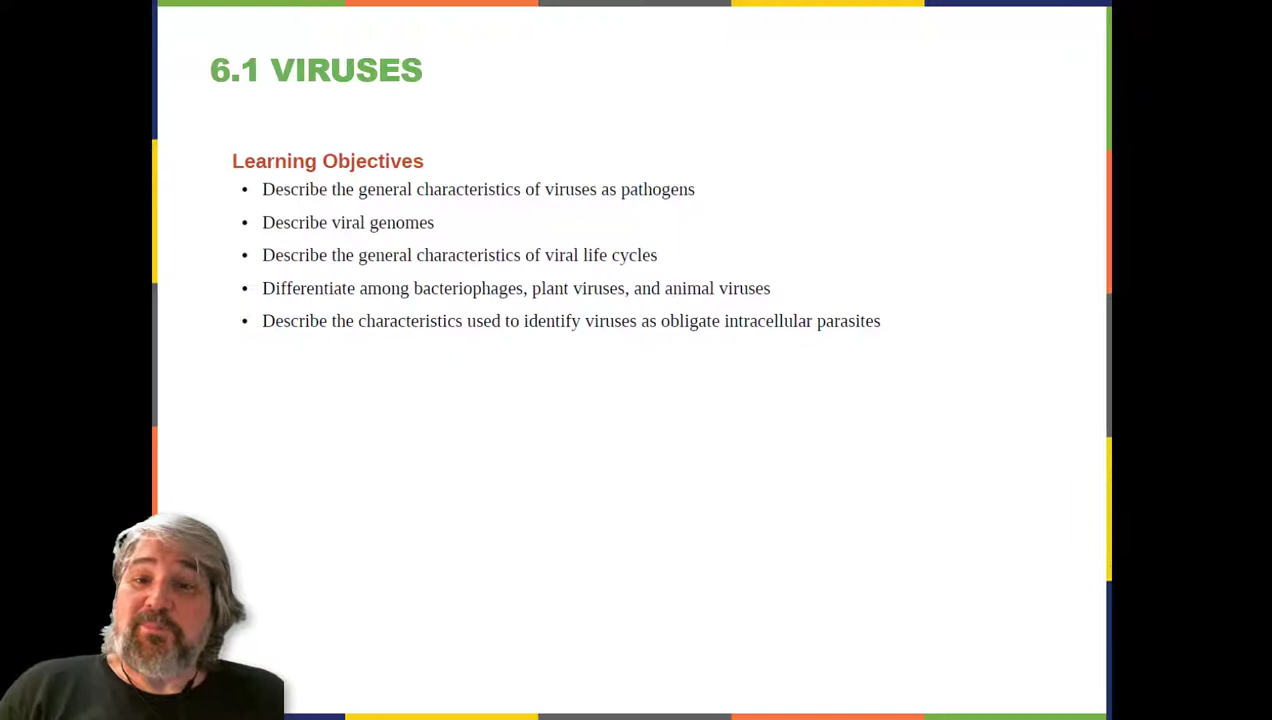 6.1 VIRUSES
Learning Objectives
• Describe the general characteristics of viruses as pathogens
• Describe viral genomes
• Describe the general characteristics of viral life cycles
• Differentiate among bacteriophages, plant viruses, and animal viruses
• Describe the characteristics used to identify viruses as obligate intracellular parasites